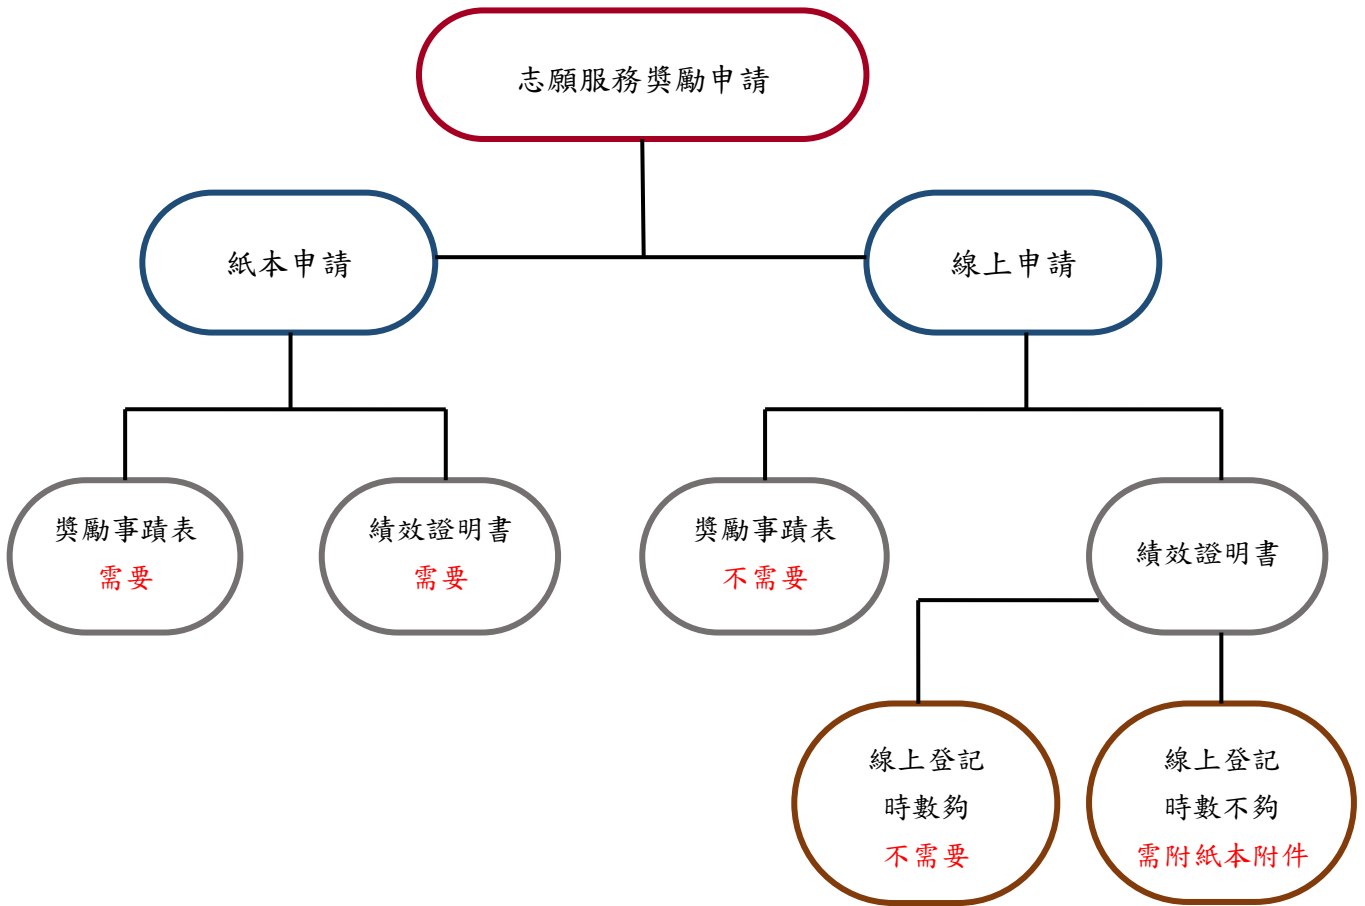 志願服務獎勵申請
紙本申請
線上申請
獎勵事蹟表
需要
績效證明書
需要
獎勵事蹟表
不需要
績效證明書
線上登記
時數夠
不需要
線上登記
時數不夠
需附紙本附件